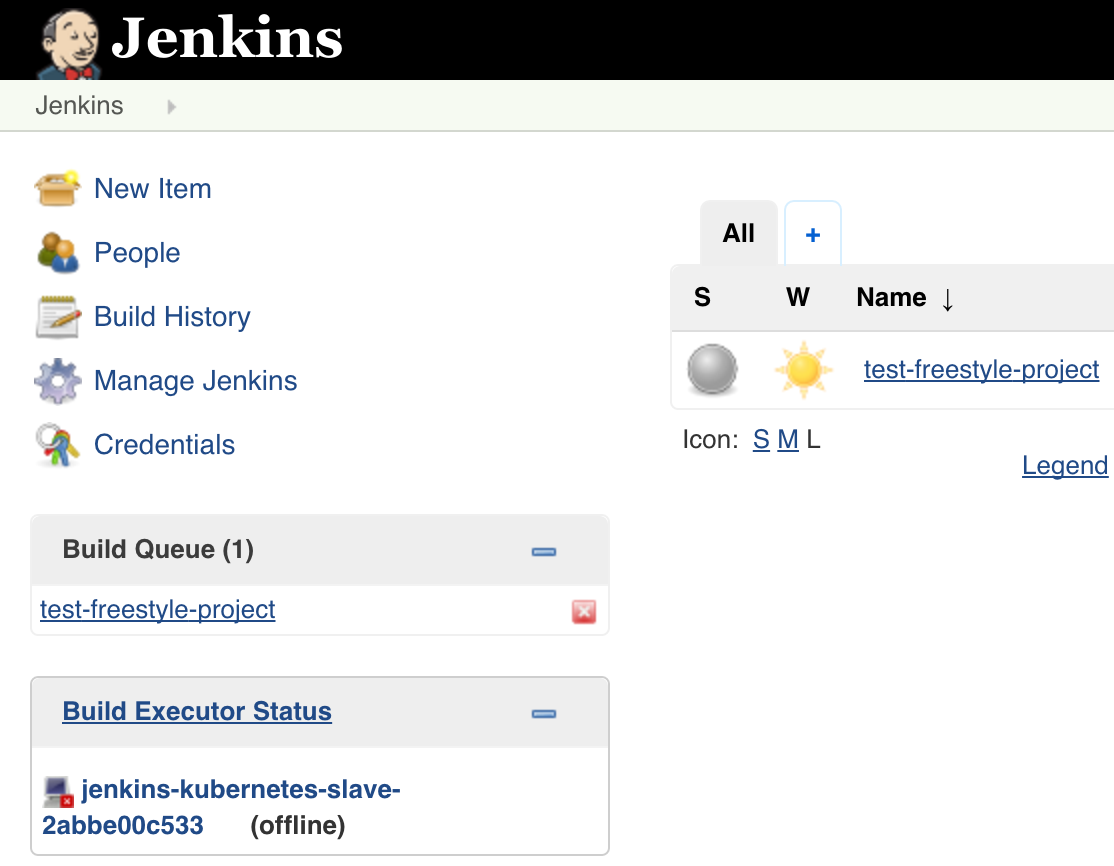 Jenkins
Jenkins
New Item
People
Build History
Manage Jenkins
Credentials
All +
S W Name ↓
test-freestyle-project
Icon: S M L
Legend
Build Queue (1)
test-freestyle-project
Build Executor Status
jenkins-kubernetes-slave-
2abbe00c533 (offline)